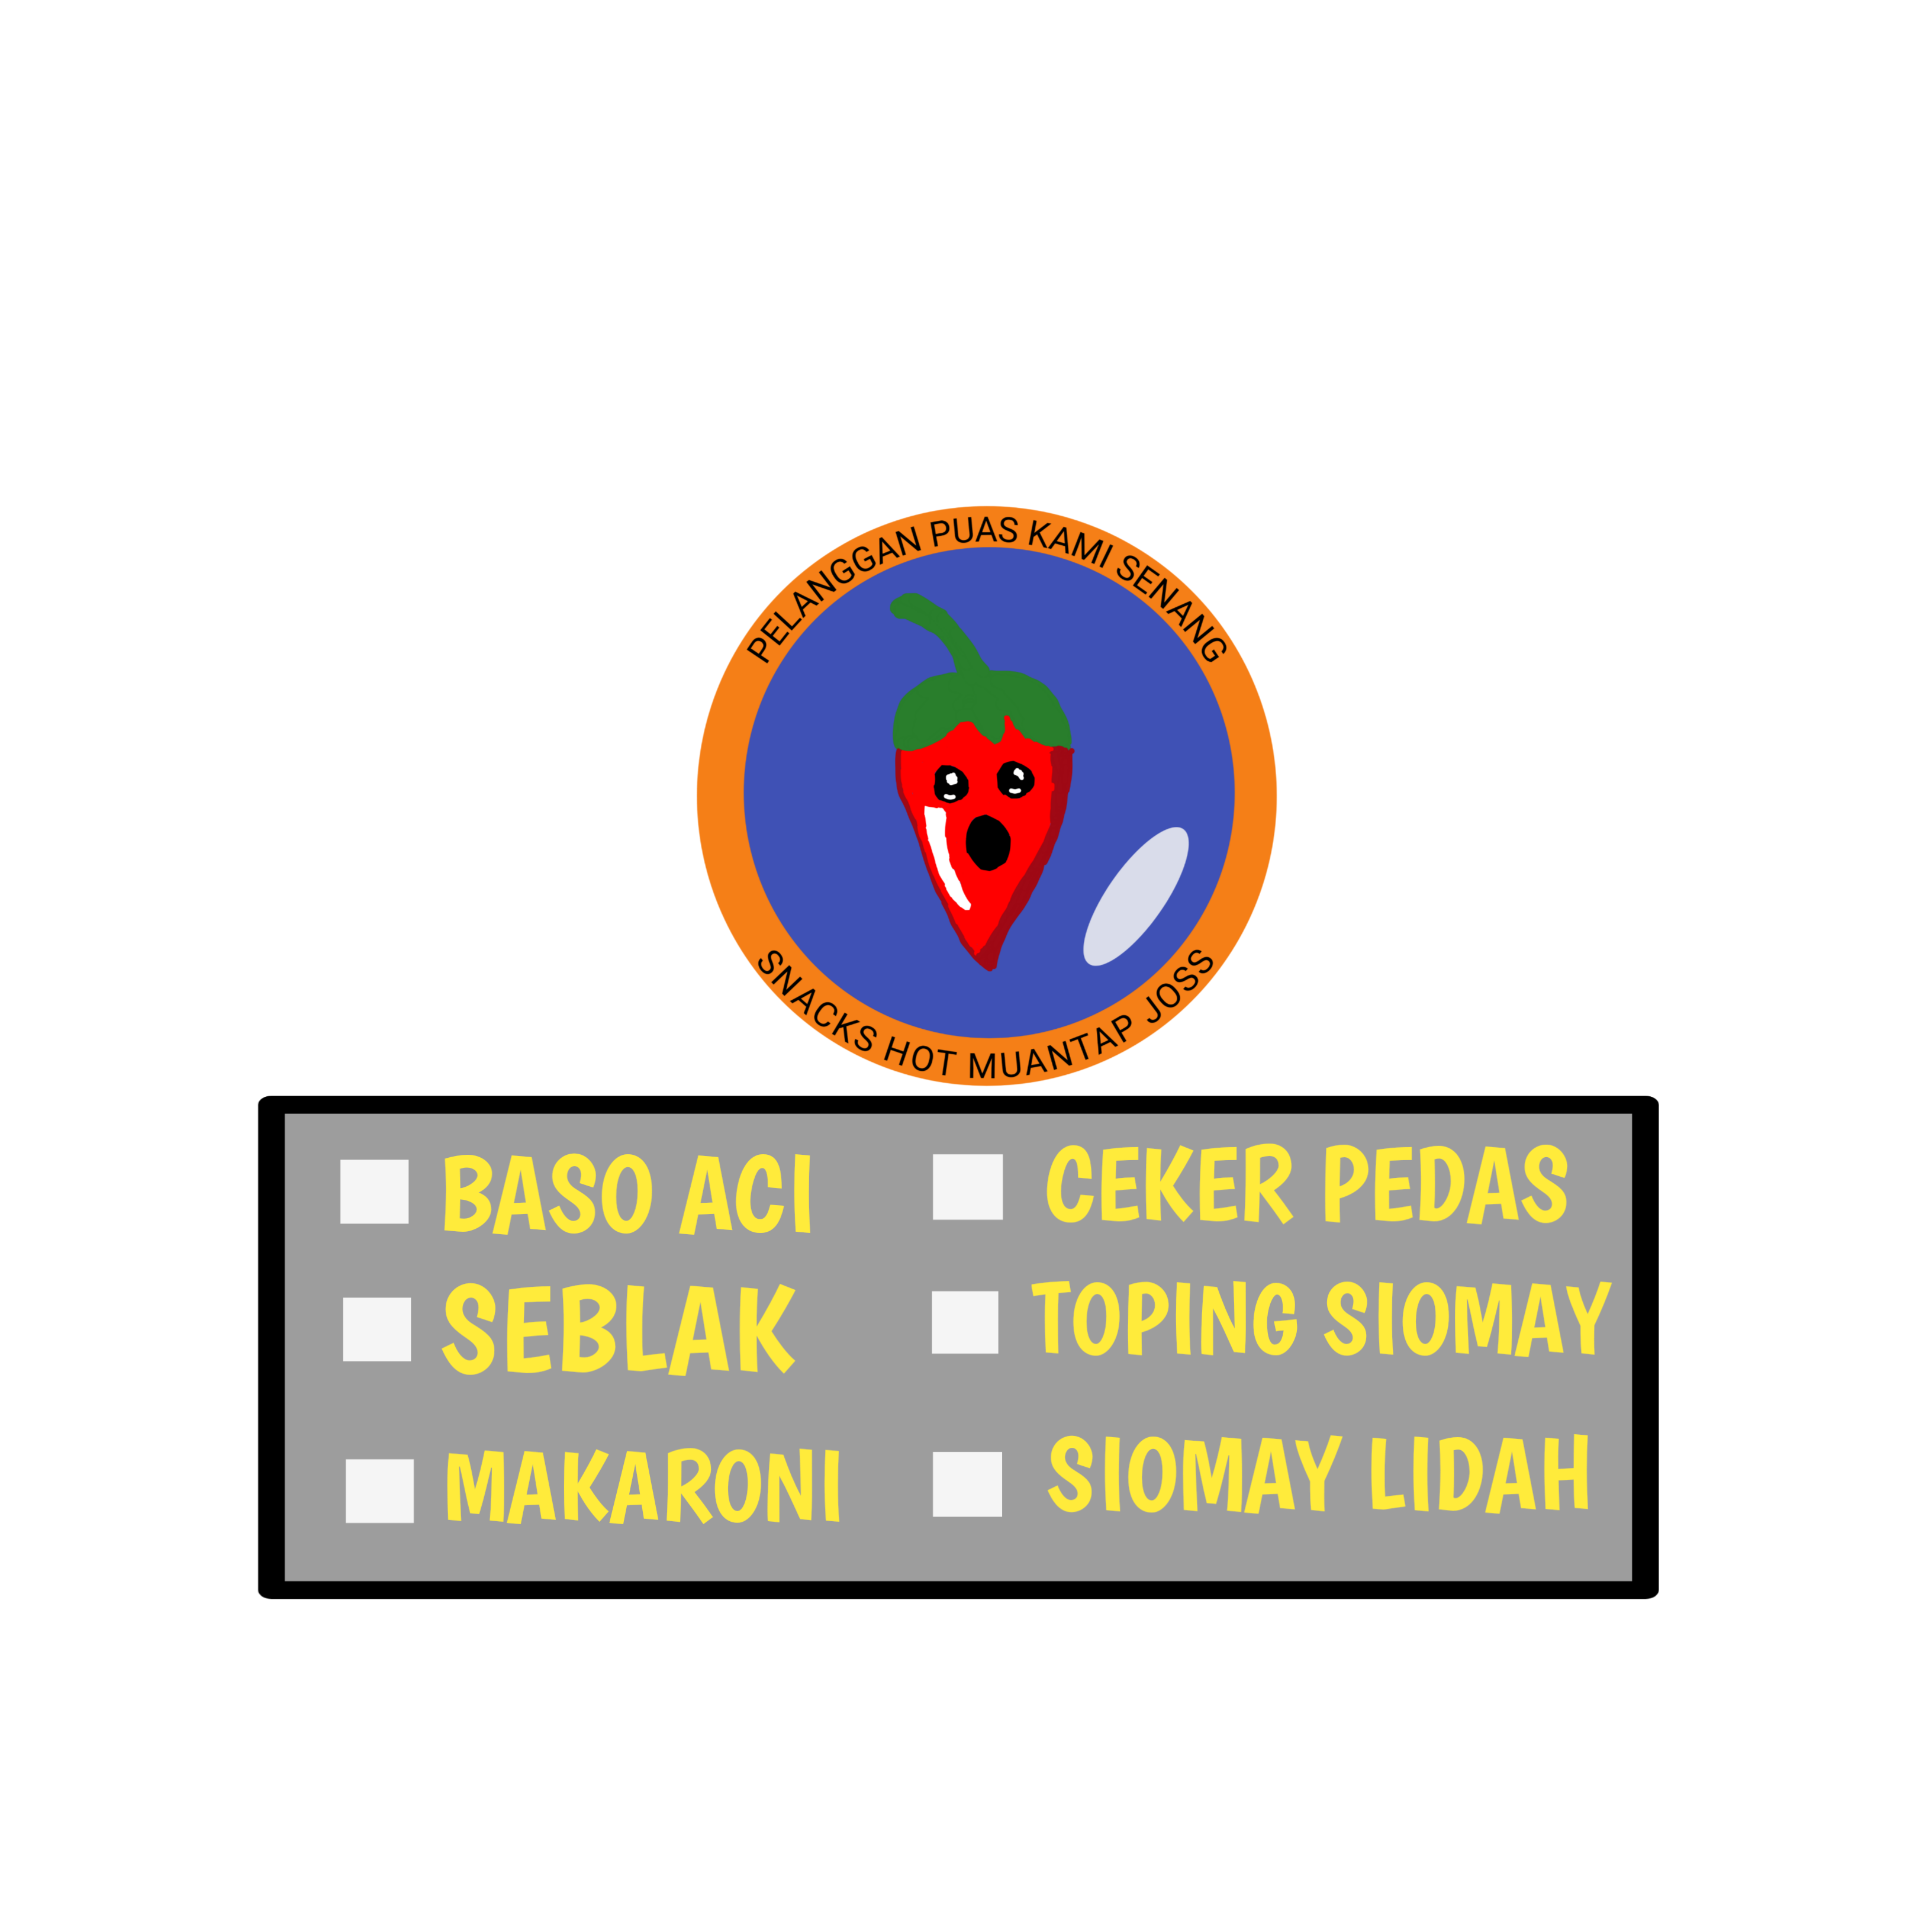 PELANGGAN PUAS KAMI SENANG
SNACKS HOT MUANTAP JOSS
BASO ACI
CEKER PEDAS
SEBLAK
TOPING SIOMAY
MAKARONI
SIOMAY LIDAH